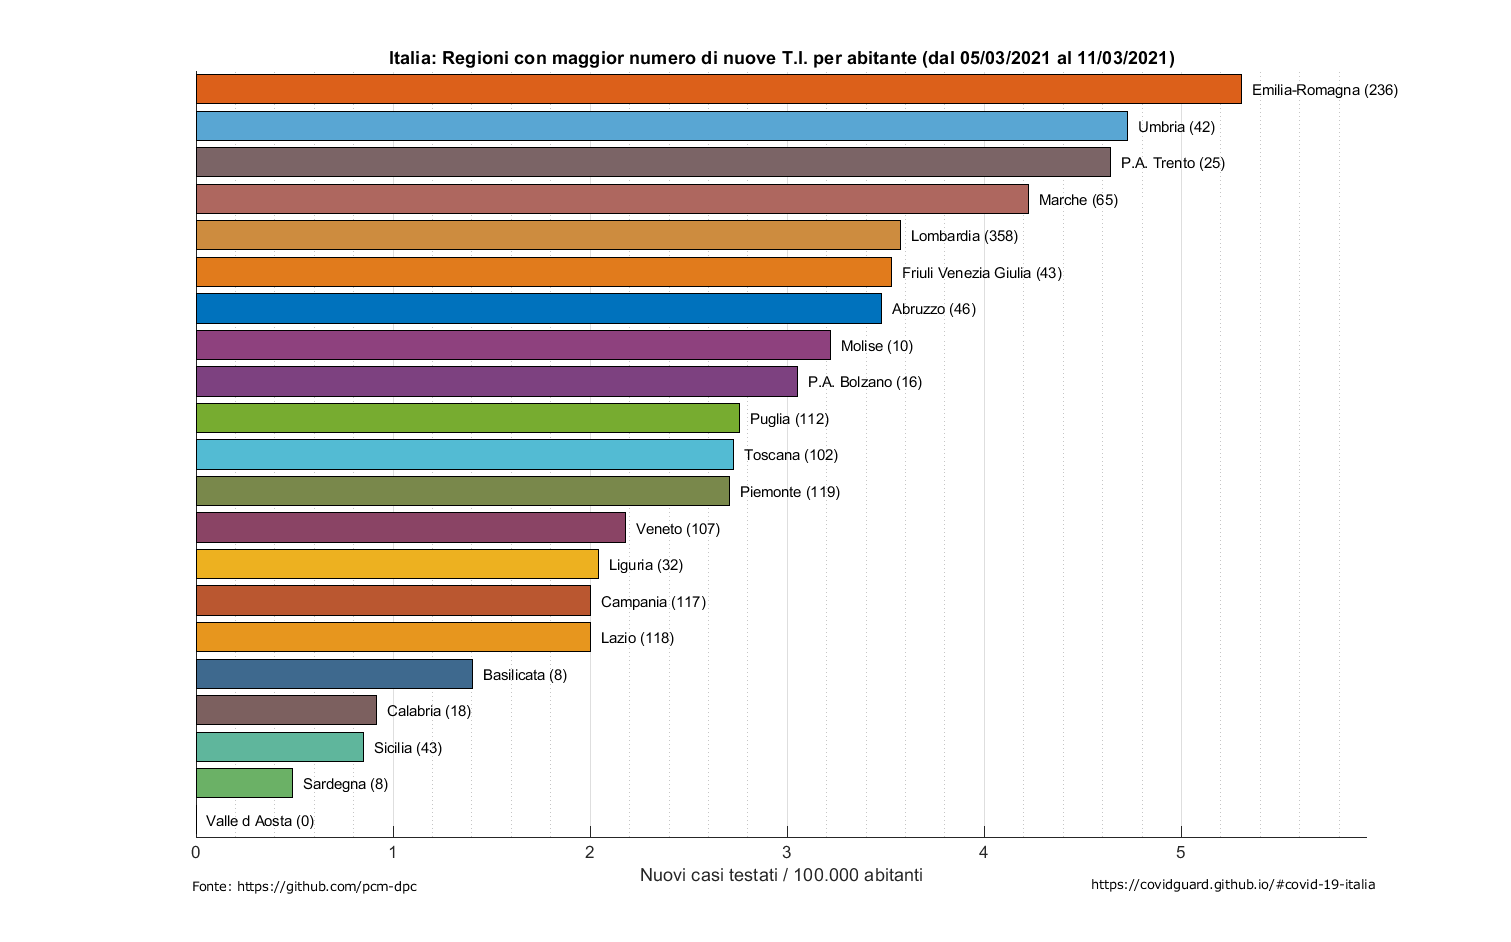 Italia: Regioni con maggior numero di nuove T.I. per abitante (dal 05/03/2021 al 11/03/2021)
Emilia-Romagna (236)
Umbria (42)
P.A. Trento (25)
Marche (65)
Lombardia (358)
Friuli Venezia Giulia (43)
Abruzzo (46)
Molise (10)
P.A. Bolzano (16)
Puglia (112)
Toscana (102)
Piemonte (119)
Veneto (107)
Liguria (32)
Campania (117)
Lazio (118)
Basilicata (8)
Calabria (18)
Sicilia (43)
Sardegna (8)
Valle d Aosta (0)
0 1 2 3 4 5
Nuovi casi testati / 100.000 abitanti
Fonte: https://github.com/pcm-dpc
https://covidguard.github.io/#covid-19-italia